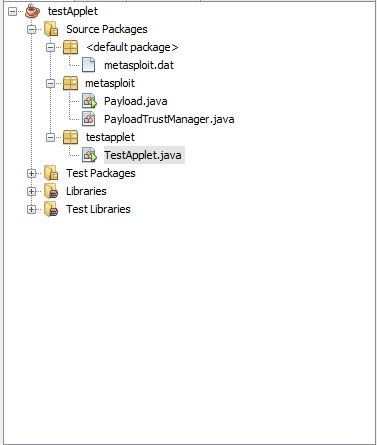 testApplet
Source Packages
<default package>
metasploit.dat
metasploit
Payload.java
PayloadTrustManager.java
testapplet
TestApplet.java
Test Packages
Libraries
Test Libraries